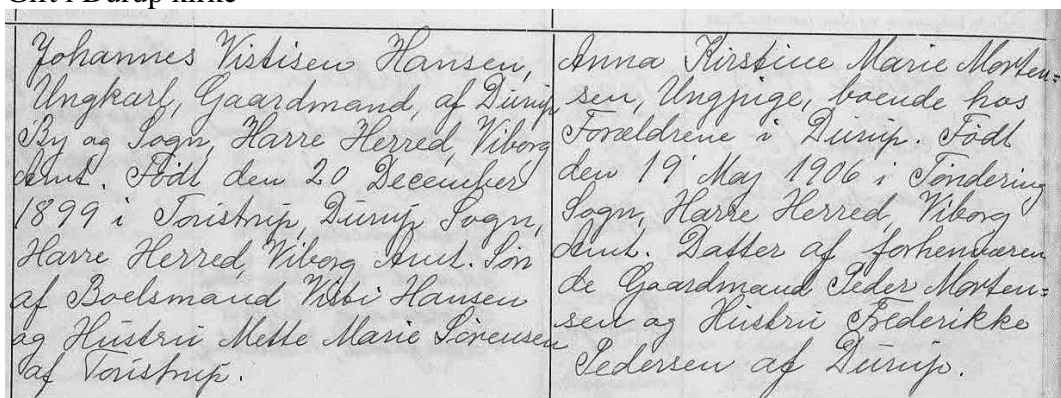 Gift i Durup kirke
Johannes Vistisen Hansen,
Ungkarl, Gaardmand, af Durup
By og Sogn, Harre Herred, Viborg
Amt. Født den 20 December
1899 i Toustrup, Durup Sogn,
Harre Herred, Viborg Amt. Søn
af Boelsmand Visti Hansen
og Hustru Mette Marie Sørensen
af Toustrup.
Anna Kirstine Marie Morten=
sen, Ungpige, boende hos
Forældrene i Durup. Født
den 19' Maj 1906 i Tøndering
Sogn, Harre Herred, Viborg
Amt. Datter af forhenværen
de Gaardmand Peder Morten=
sen og Hustru Frederikke
Pedersen af Durup.